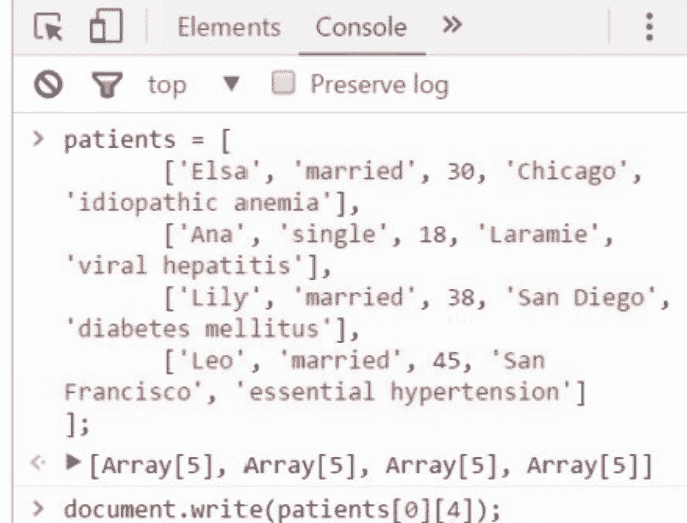 Elements Console »
top ▼ Preserve log
> patients = [
['Elsa', 'married', 30, 'Chicago',
'idiopathic anemia'],
['Ana', 'single', 18, 'Laramie',
'viral hepatitis'],
['Lily', 'married', 38, 'San Diego',
'diabetes mellitus'],
['Leo', 'married', 45, 'San
Francisco', 'essential hypertension']
];
<· ▶ [Array[5], Array[5], Array[5], Array[5]]
> document.write(patients[0][4]);